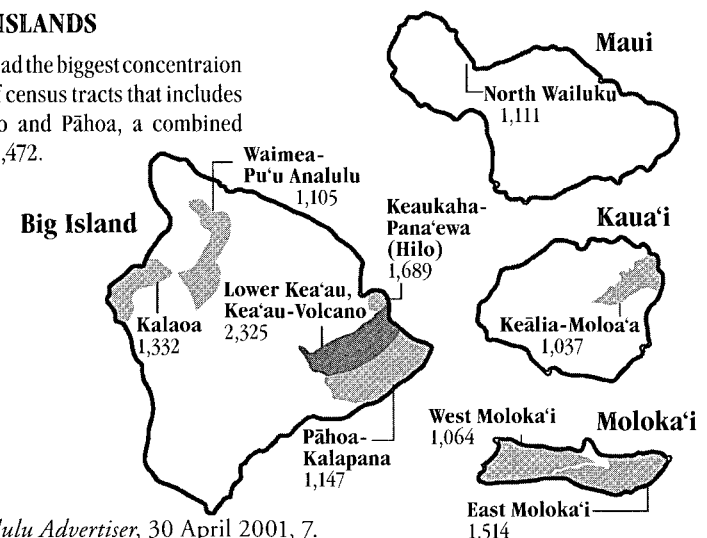 ISLANDS
ad the biggest concentraion
f census tracts that includes
o and Pāhoa, a combined
,472.
Maui
North Wailuku
1,111
Big Island
Waimea-
Pu‘u Analulu
1,105
Keaukaha-
Pana‘ewa
(Hilo)
1,689
Lower Kea‘au,
Kea‘au-Volcano
2,325
Kalaoa
1,332
Pāhoa-
Kalapana
1,147
Kaua‘i
Keālia-Moloa‘a
1,037
Moloka‘i
West Moloka‘i
1,064
East Moloka‘i
1,514
lulu Advertiser, 30 April 2001, 7.